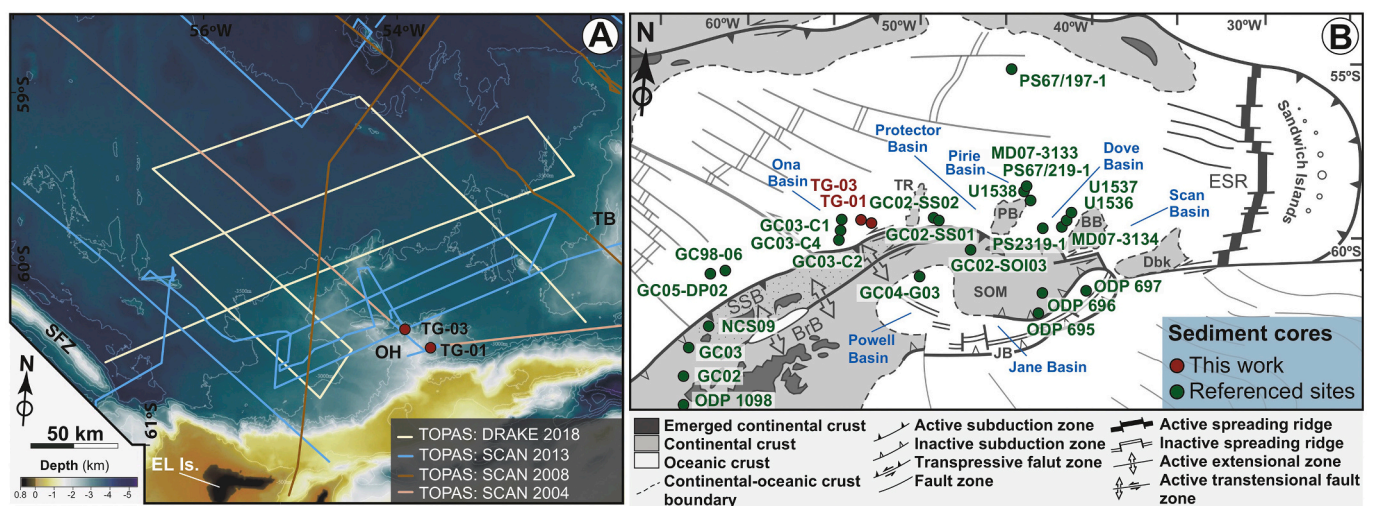 56°W
54°W
A
59°S
TB
60°S
SFZ
TG-03
OH
TG-01
N
61°S
50 km
TOPAS: DRAKE 2018
TOPAS: SCAN 2013
TOPAS: SCAN 2008
TOPAS: SCAN 2004
EL Is.
Depth (km)
0.8 0 -1 -2 -3 -4 -5
N
60°W
50°W
40°W
30°W
B
55°S
PS67/197-1
Protector
Basin
MD07-3133
Dove
Basin
Pirie
Basin
PS67/219-1
Ona
Basin
TG-03
TG-01
TR
GC02-SS02
U1538
U1537
U1536
ESR
Sandwich Islands
Scan
Basin
PB
BB
GC03-C1
GC02-SS01
PS2319-1
MD07-3134
GC03-C4
GC03-C2
60°S
GC98-06
GC02-SOI03
Dbk
GC05-DP02
GC04-G03
SOM
ODP 697
ODP 696
SSB
BrB
ODP 695
NCS09
Powell
Basin
GC03
JB
Jane Basin
GC02
ODP 1098
Sediment cores
This work
Referenced sites
Emerged continental crust
Continental crust
Oceanic crust
Continental-oceanic crust
boundary
Active subduction zone
Inactive subduction zone
Transpressive falut zone
Fault zone
Active spreading ridge
Inactive spreading ridge
Active extensional zone
Active transtensional fault
zone